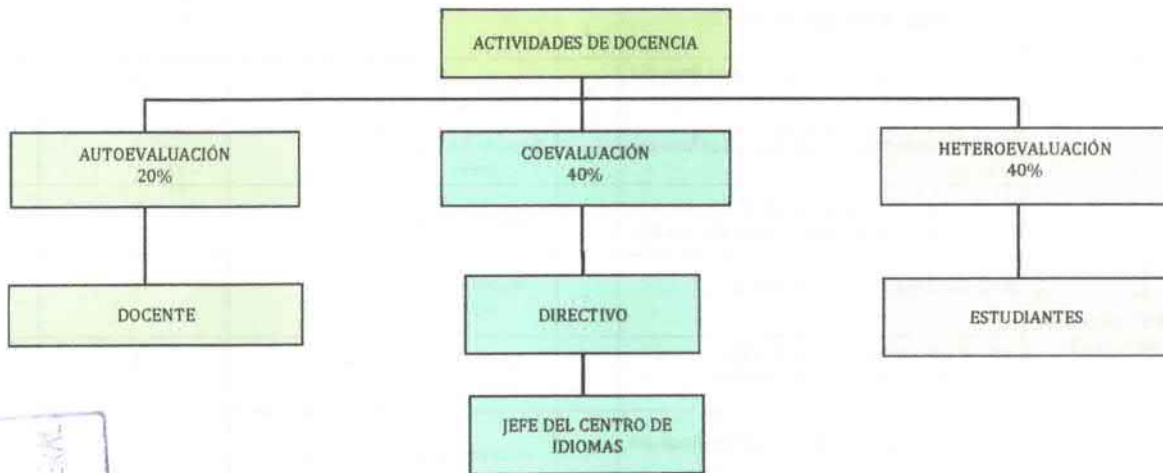 ACTIVIDADES DE DOCENCIA
AUTOEVALUACIÓN
20%
COEVALUACIÓN
40%
HETEROEVALUACIÓN
40%
DOCENTE
DIRECTIVO
ESTUDIANTES
JEFE DEL CENTRO DE
IDIOMAS